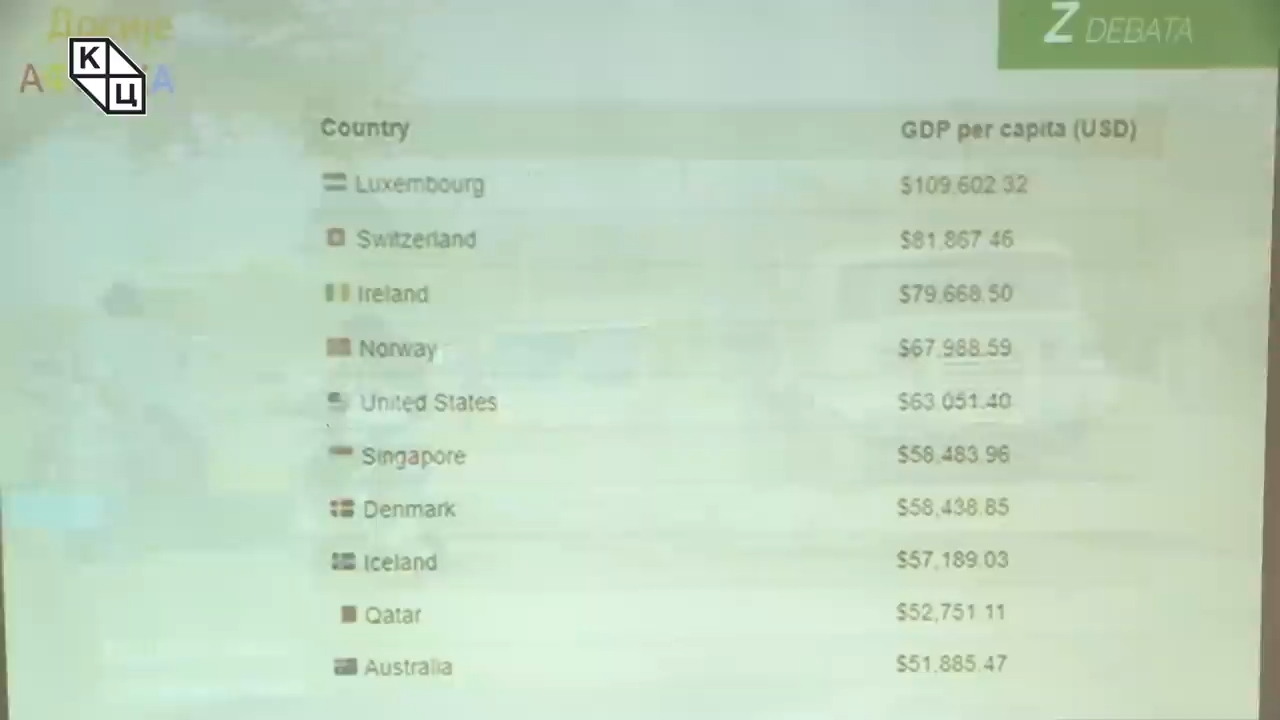 Досије
К
Ц
Z DEBATA
Country GDP per capita (USD)
Luxembourg $109,602.32
Switzerland $81,867.46
Ireland $79,668.50
Norway $67,988.59
United States $63,051.40
Singapore $58,483.96
Denmark $58,438.85
Iceland $57,189.03
Qatar $52,751.11
Australia $51,885.47